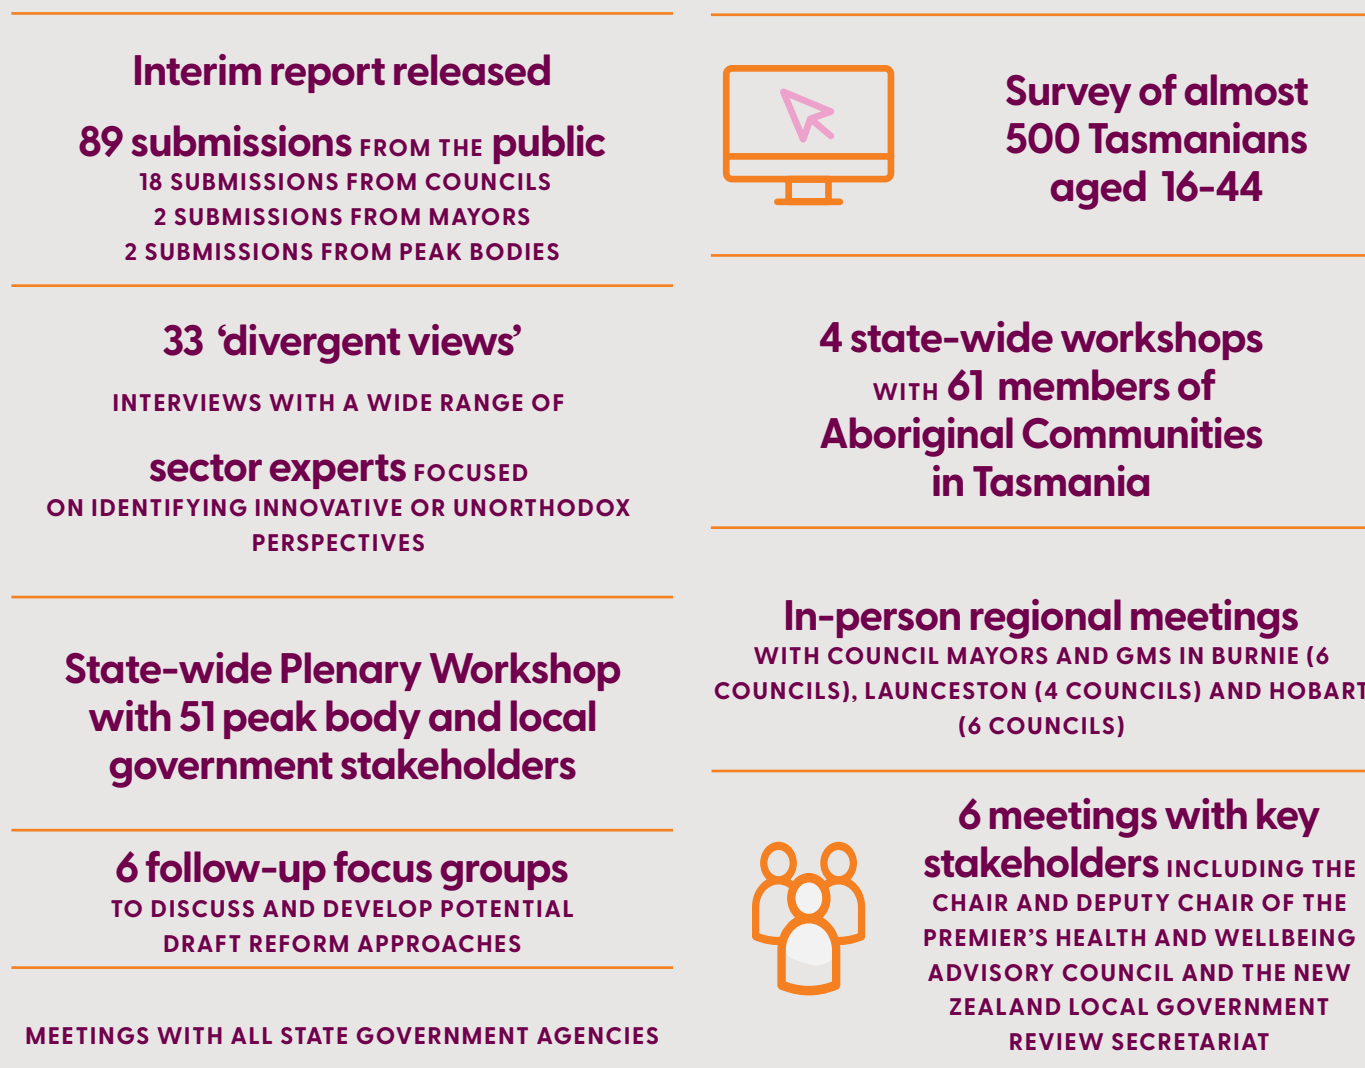 Interim report released
89 submissions FROM THE public
18 SUBMISSIONS FROM COUNCILS
2 SUBMISSIONS FROM MAYORS
2 SUBMISSIONS FROM PEAK BODIES
33 ‘divergent views’
INTERVIEWS WITH A WIDE RANGE OF
sector experts FOCUSED
ON IDENTIFYING INNOVATIVE OR UNORTHODOX
PERSPECTIVES
State-wide Plenary Workshop
with 51 peak body and local
government stakeholders
6 follow-up focus groups
TO DISCUSS AND DEVELOP POTENTIAL
DRAFT REFORM APPROACHES
MEETINGS WITH ALL STATE GOVERNMENT AGENCIES
Survey of almost
500 Tasmanians
aged 16-44
4 state-wide workshops
WITH 61 members of
Aboriginal Communities
in Tasmania
In-person regional meetings
WITH COUNCIL MAYORS AND GMS IN BURNIE (6
COUNCILS), LAUNCESTON (4 COUNCILS) AND HOBART
(6 COUNCILS)
6 meetings with key
stakeholders INCLUDING THE
CHAIR AND DEPUTY CHAIR OF THE
PREMIER’S HEALTH AND WELLBEING
ADVISORY COUNCIL AND THE NEW
ZEALAND LOCAL GOVERNMENT
REVIEW SECRETARIAT